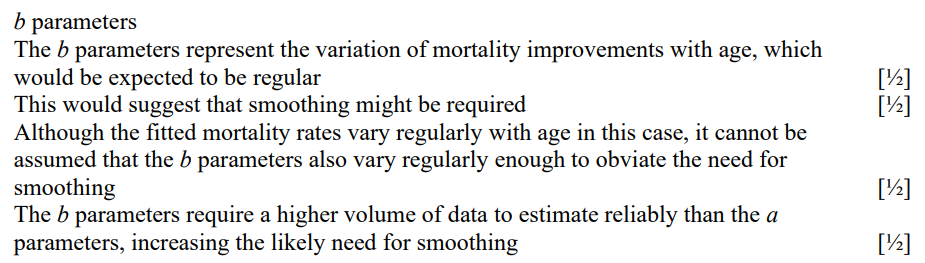 b parameters
The b parameters represent the variation of mortality improvements with age, which
would be expected to be regular [½]
This would suggest that smoothing might be required [½]
Although the fitted mortality rates vary regularly with age in this case, it cannot be
assumed that the b parameters also vary regularly enough to obviate the need for
smoothing [½]
The b parameters require a higher volume of data to estimate reliably than the a
parameters, increasing the likely need for smoothing [½]